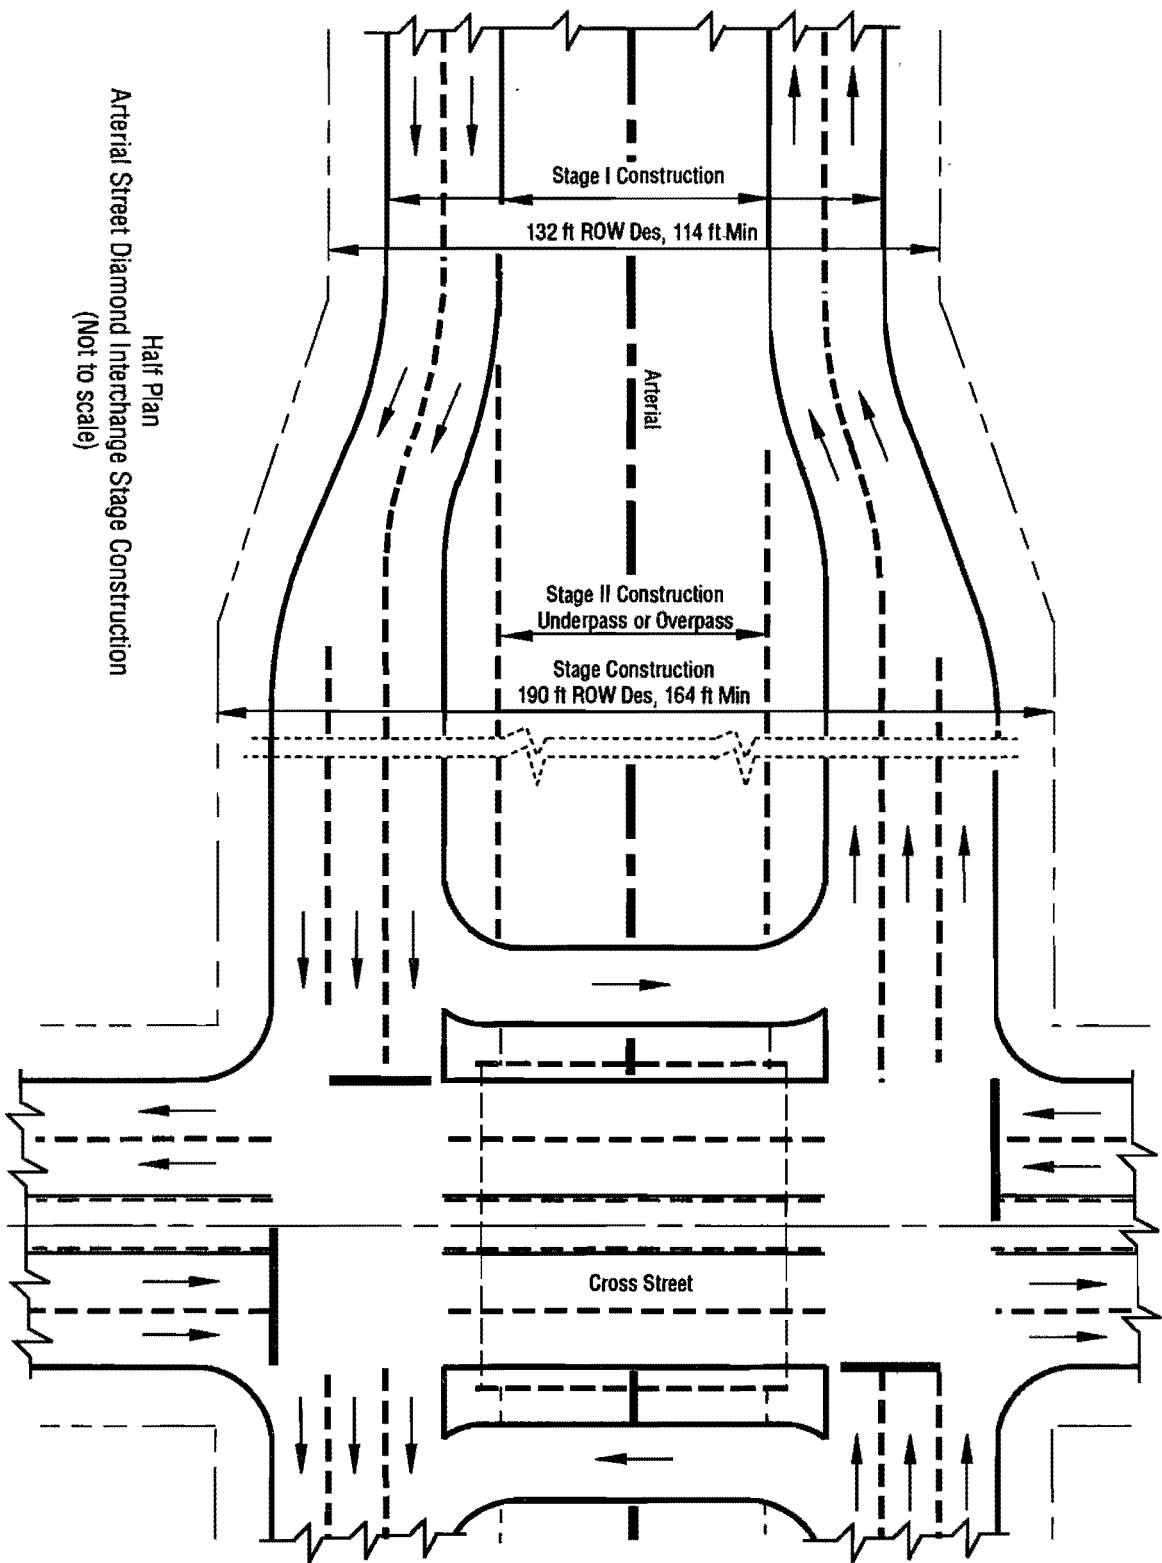 Stage I Construction
132 ft ROW Des, 114 ft Min
Arterial
Stage II Construction
Underpass or Overpass
Stage Construction
190 ft ROW Des, 164 ft Min
Cross Street
Half Plan
Arterial Street Diamond Interchange Stage Construction
(Not to scale)